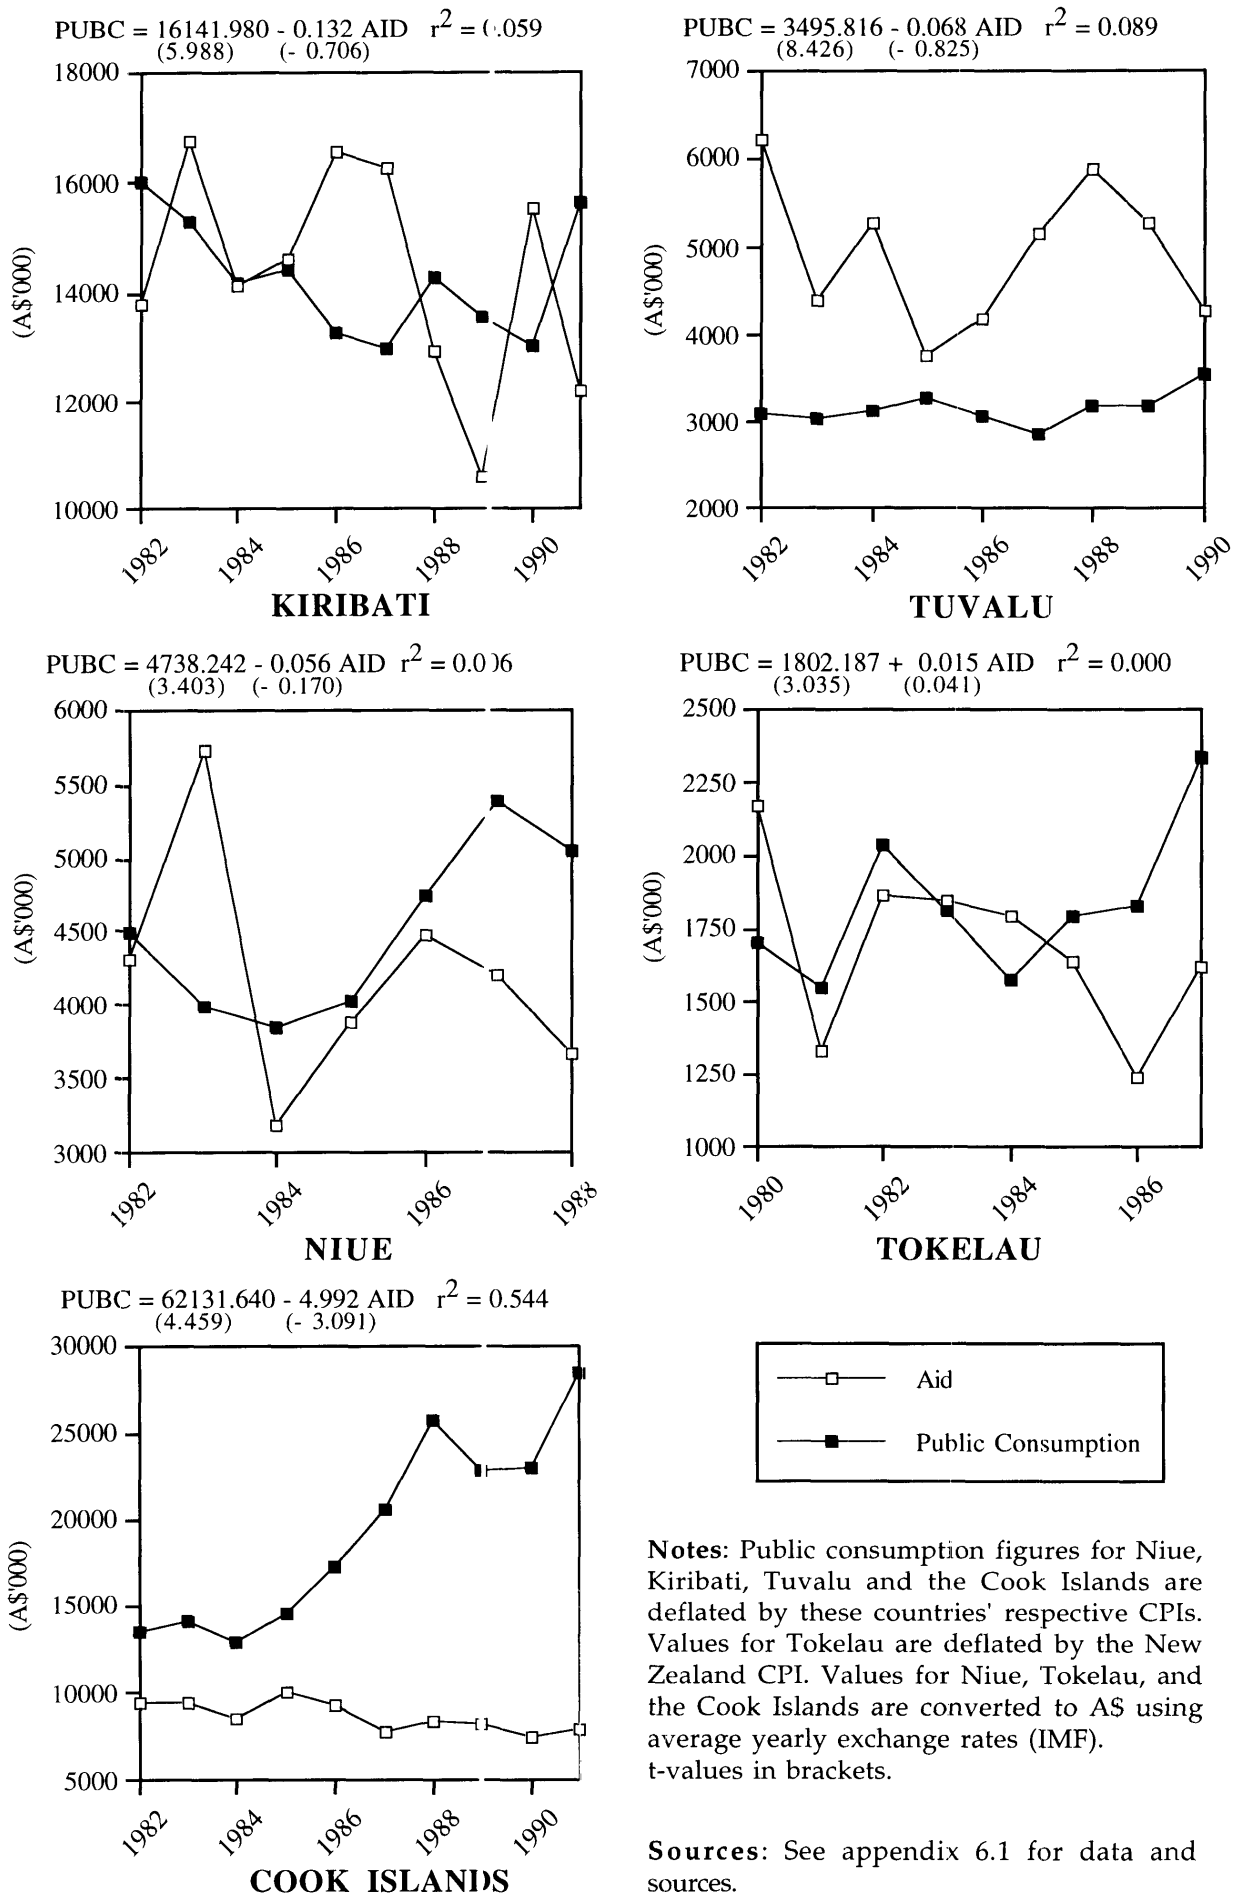 PUBC = 16141.980 - 0.132 AID r2 = 0.059
(5.988) (- 0.706)
18000
16000
14000
12000
10000
(A$'000)
1982 1984 1986 1988 1990
KIRIBATI
PUBC = 3495.816 - 0.068 AID r2 = 0.089
(8.426) (- 0.825)
7000
6000
5000
4000
3000
2000
(A$'000)
1982 1984 1986 1988 1990
TUVALU
PUBC = 4738.242 - 0.056 AID r2 = 0.006
(3.403) (- 0.170)
6000
5500
5000
4500
4000
3500
3000
(A$'000)
1982 1984 1986 1988
NIUE
PUBC = 1802.187 + 0.015 AID r2 = 0.000
(3.035) (0.041)
2500
2250
2000
1750
1500
1250
1000
(A$'000)
1980 1982 1984 1986
TOKELAU
PUBC = 62131.640 - 4.992 AID r2 = 0.544
(4.459) (- 3.091)
30000
25000
20000
15000
10000
5000
(A$'000)
1982 1984 1986 1988 1990
COOK ISLANDS
Aid
Public Consumption
Notes: Public consumption figures for Niue,
Kiribati, Tuvalu and the Cook Islands are
deflated by these countries' respective CPIs.
Values for Tokelau are deflated by the New
Zealand CPI. Values for Niue, Tokelau, and
the Cook Islands are converted to A$ using
average yearly exchange rates (IMF).
t-values in brackets.
Sources: See appendix 6.1 for data and
sources.